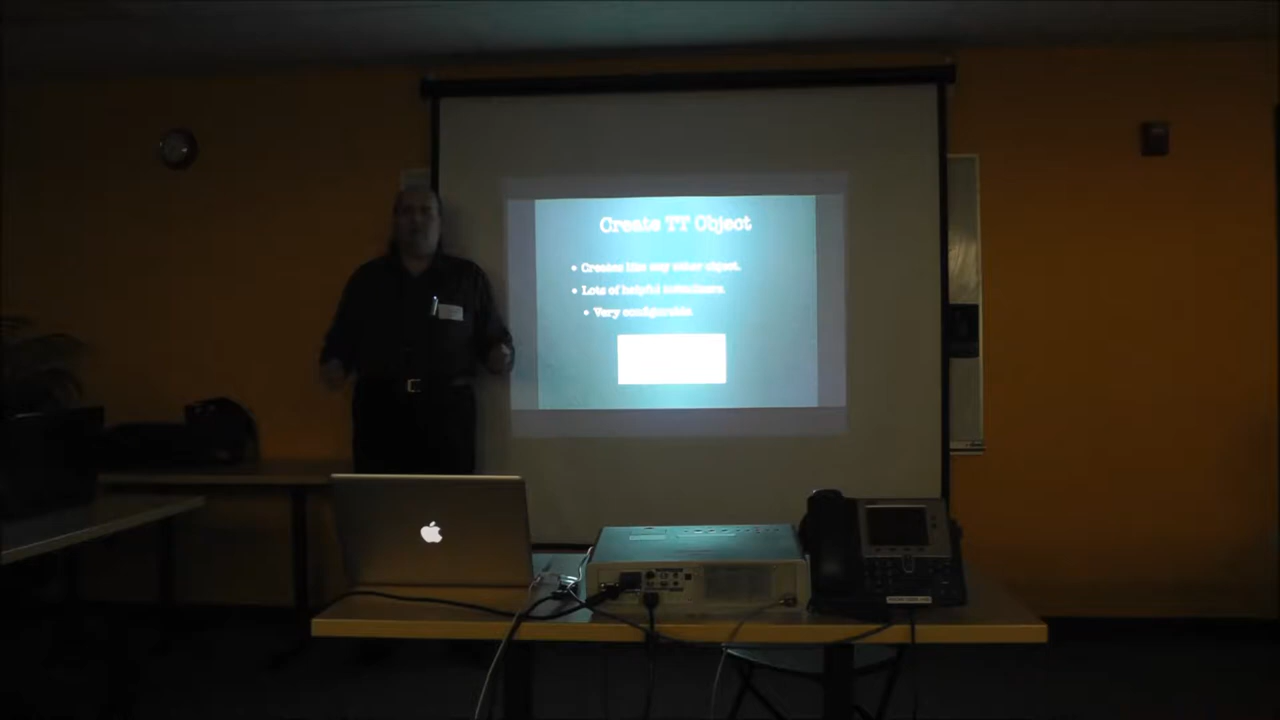 Create TT Object
• Creates like any other object.
• Lots of helpful initializers.
• Very configurable